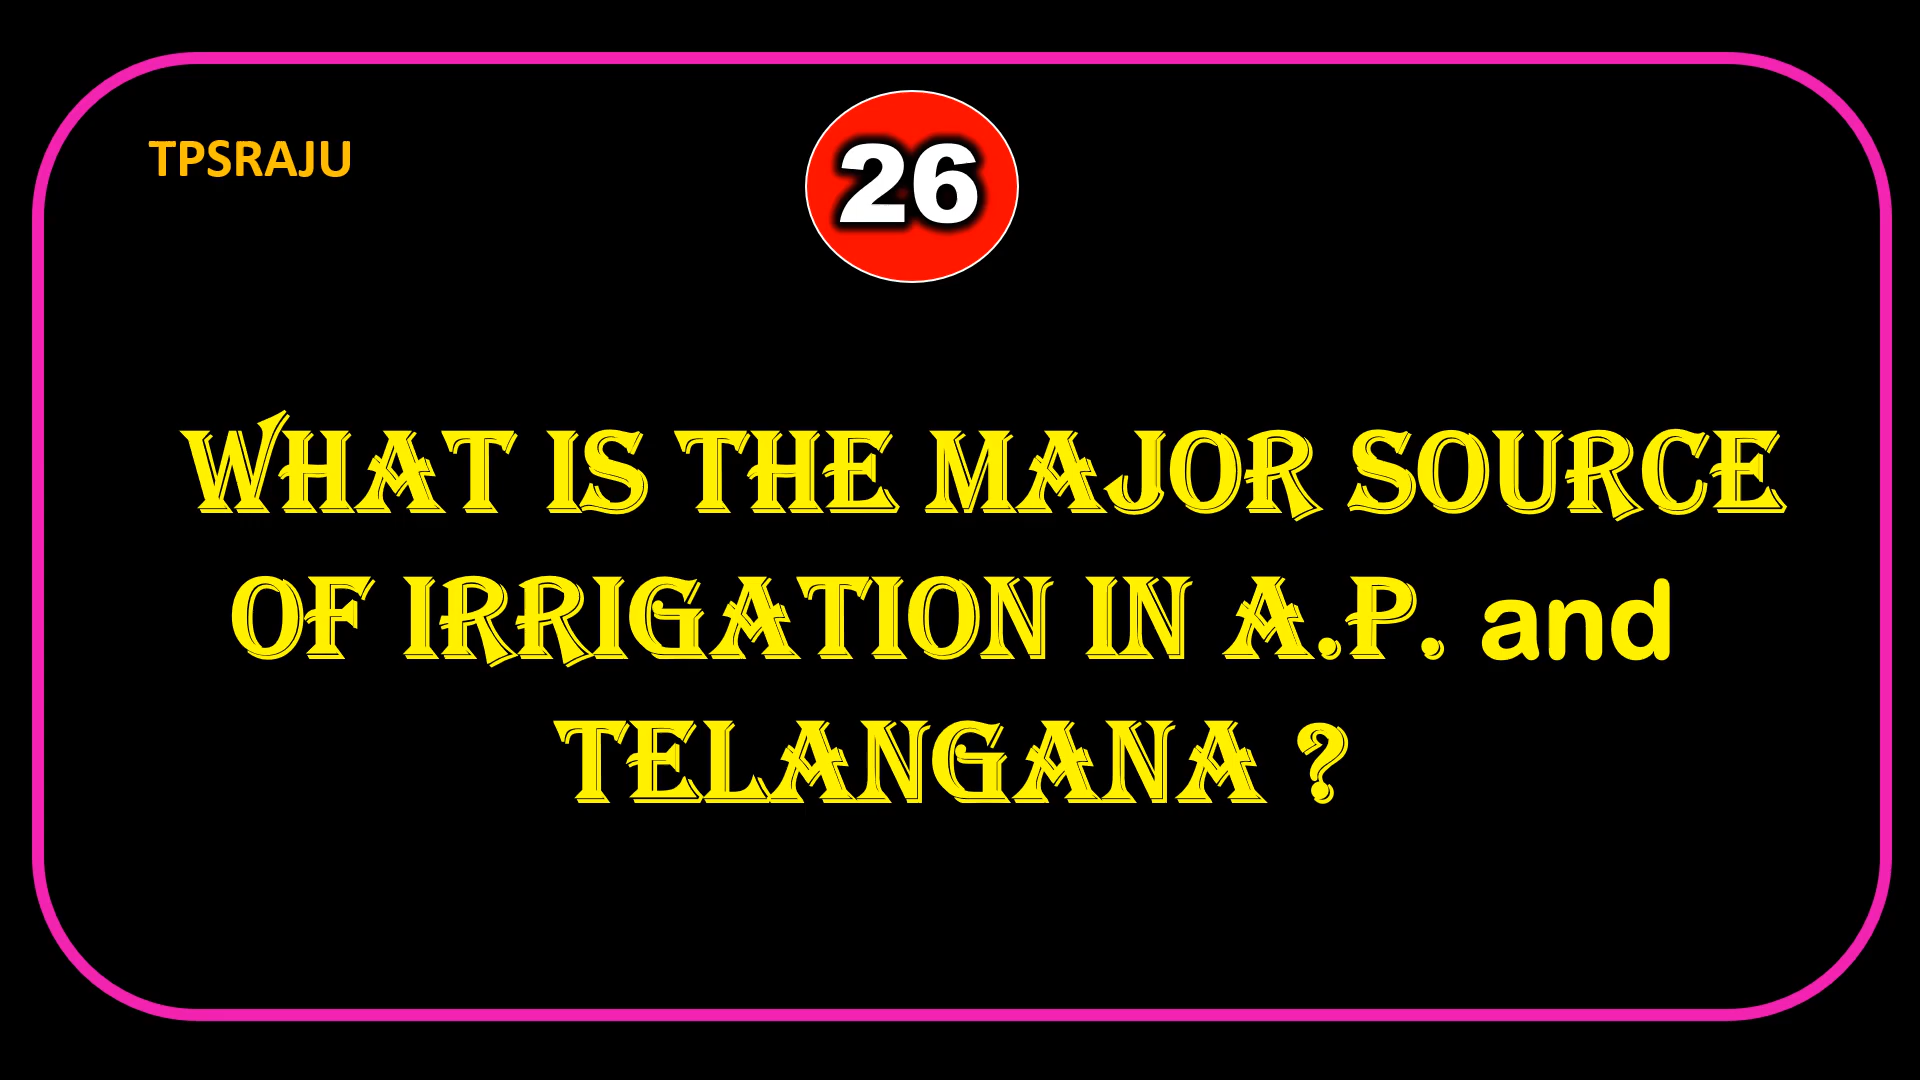 TPSRAJU
26
WHAT IS THE MAJOR SOURCE
OF IRRIGATION IN A.P. and
TELANGANA ?